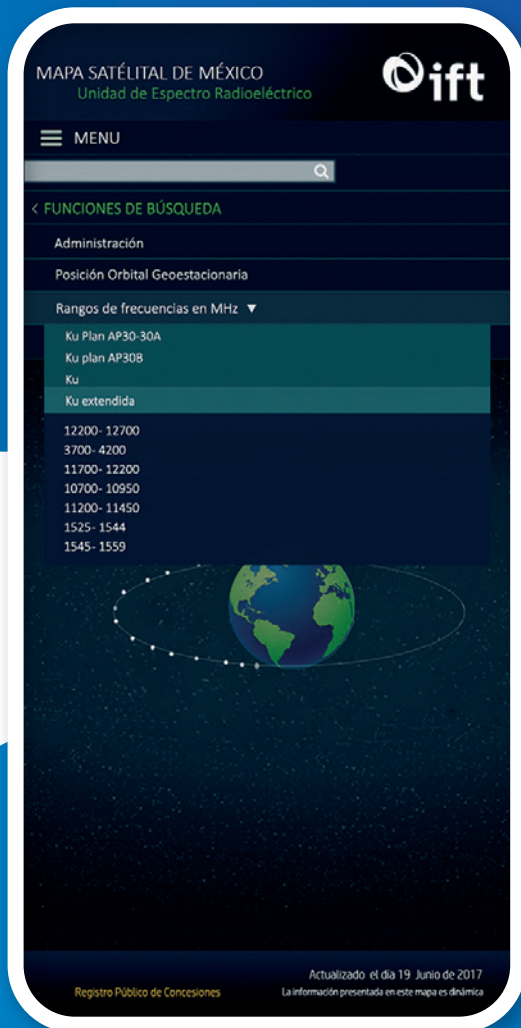 MAPA SATÉLITAL DE MÉXICO
Unidad de Espectro Radioeléctrico
ift
MENU
< FUNCIONES DE BÚSQUEDA
Administración
Posición Orbital Geoestacionaria
Rangos de frecuencias en MHz ▼
Ku Plan AP30-30A
Ku plan AP30B
Ku
Ku extendida
12200- 12700
3700- 4200
11700- 12200
10700- 10950
11200- 11450
1525- 1544
1545- 1559
Actualizado el día 19 Junio de 2017
Registro Público de Concesiones
La información presentada en este mapa es dinámica